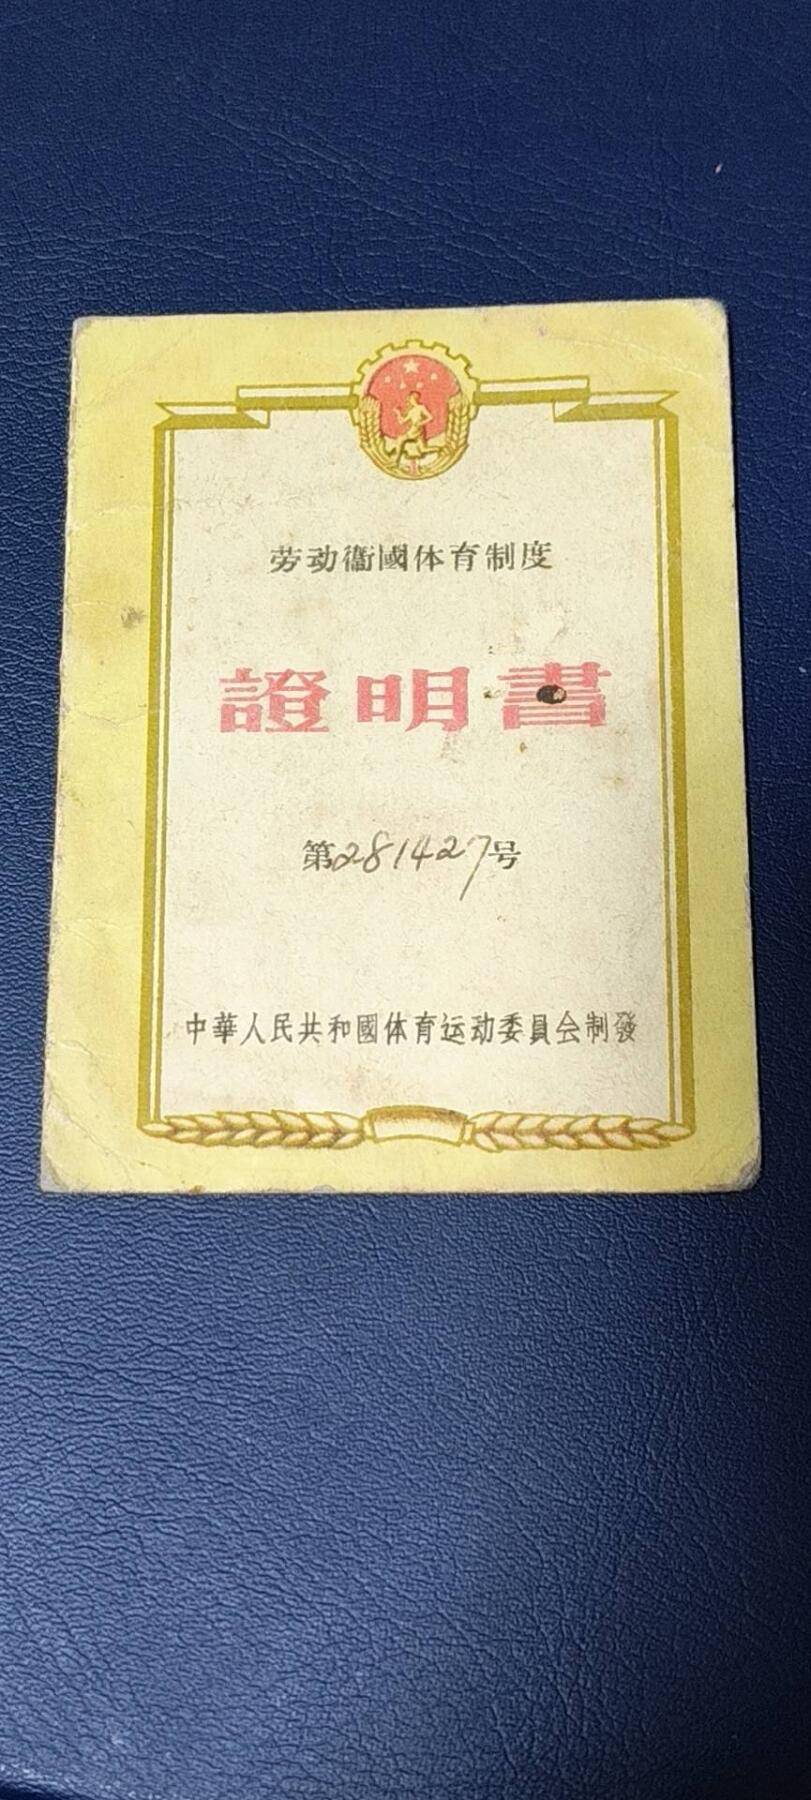 劳动衞國体育制度
證明書
第281427号
中華人民共和國体育运动委員会制發